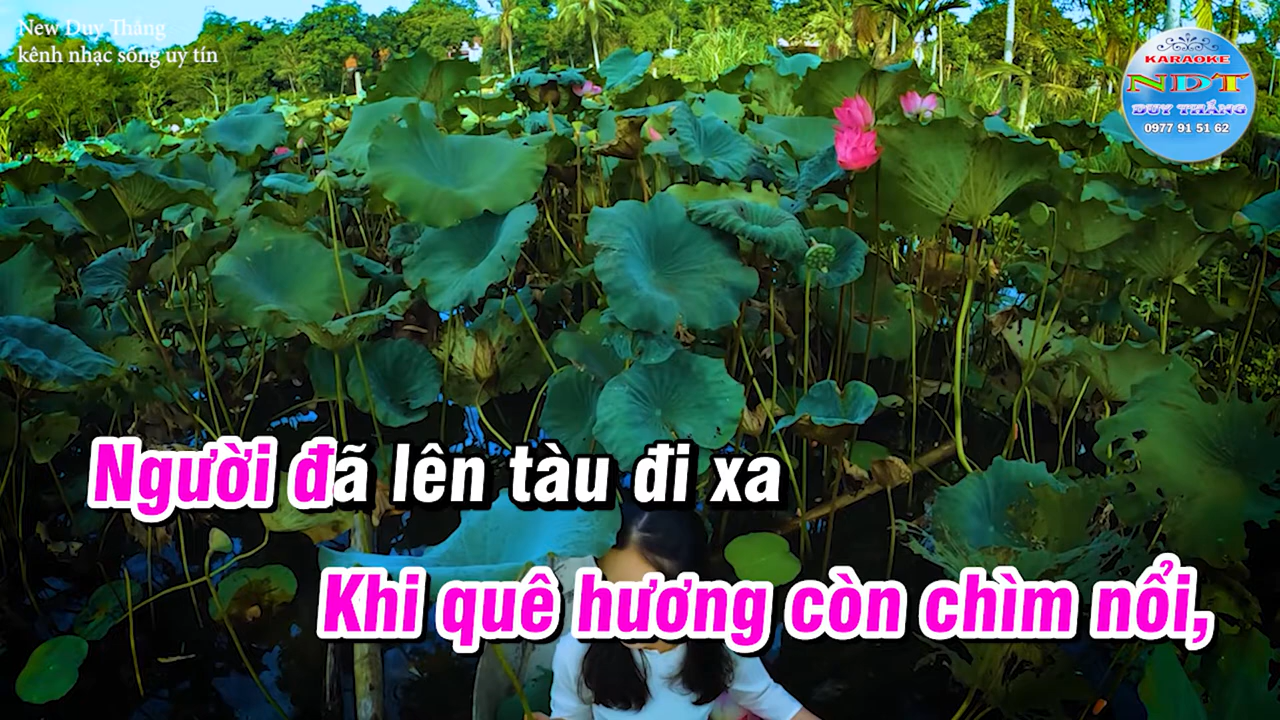 New Duy Thắng
kênh nhạc sống uy tín
KARAOKE
NDT
DUY THẮNG
0977 91 51 62
Người đã lên tàu đi xa
Khi quê hương còn chìm nổi,